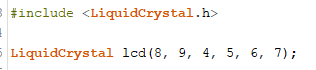 #include <LiquidCrystal.h>
LiquidCrystal lcd(8, 9, 4, 5, 6, 7);